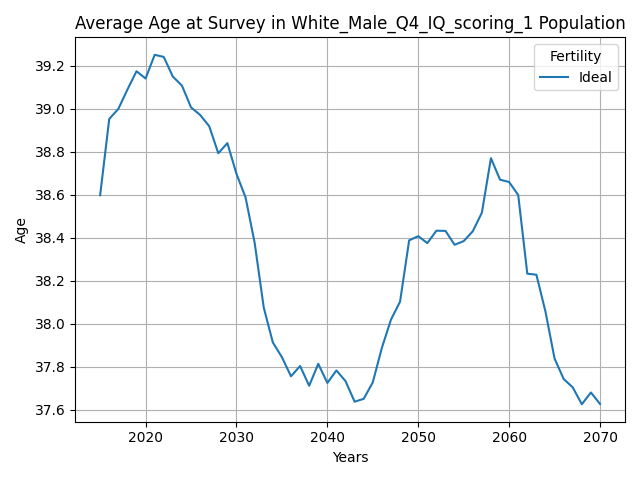 Average Age at Survey in White_Male_Q4_IQ_scoring_1 Population
Fertility
Ideal
39.2
39.0
38.8
38.6
38.4
38.2
38.0
37.8
37.6
Age
2020 2030 2040 2050 2060 2070
Years